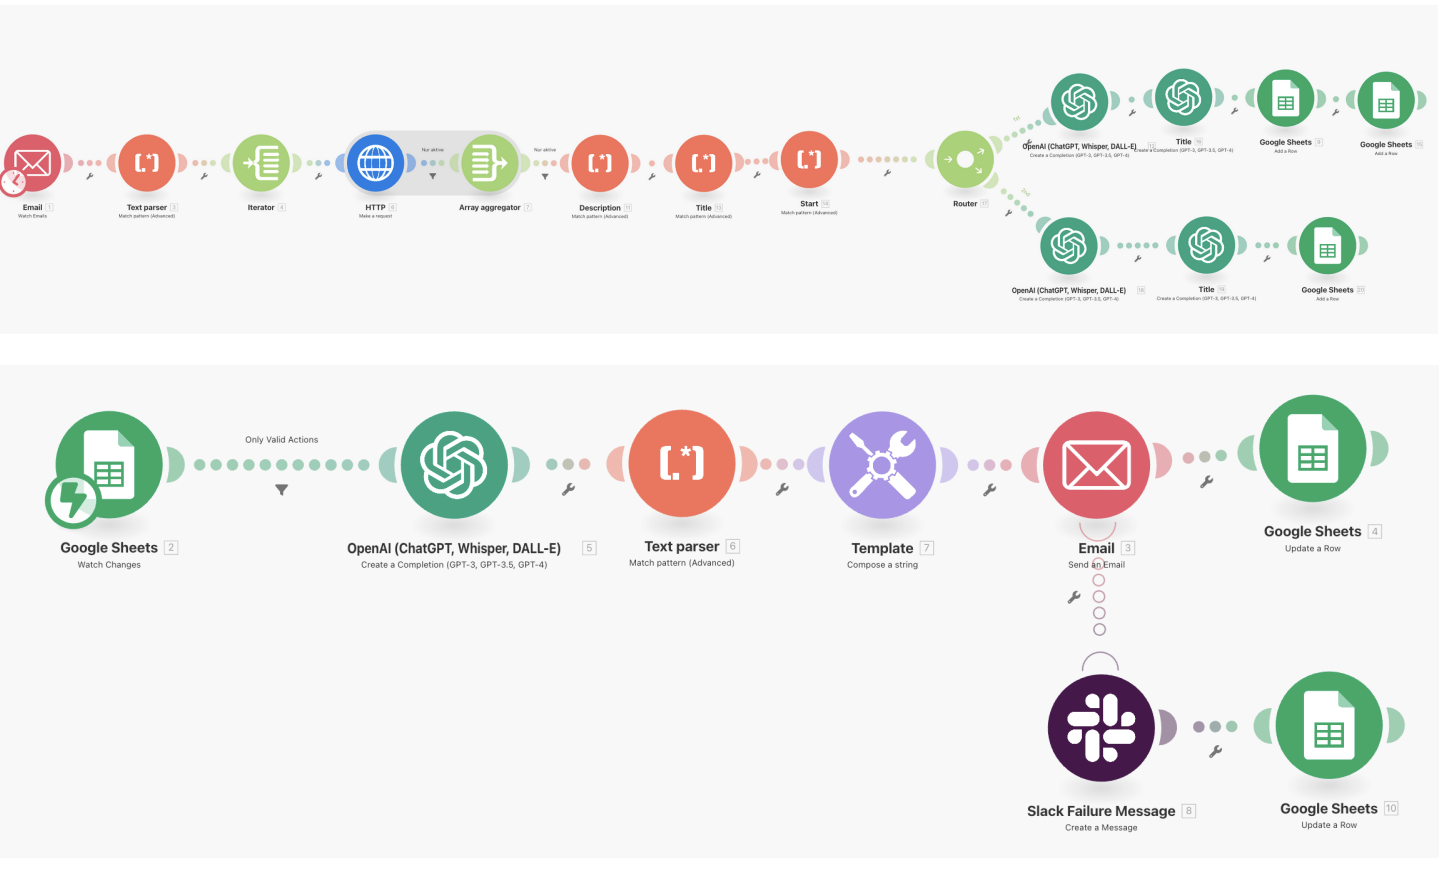 Nur aktive
Nur aktive
1st
2nd
Email 1
Watch Emails
Text parser 3
Match pattern (Advanced)
Iterator 4
HTTP 6
Make a request
Array aggregator 7
Description 11
Match pattern (Advanced)
Title 13
Match pattern (Advanced)
Start 14
Match pattern (Advanced)
Router 17
OpenAI (ChatGPT, Whisper, DALL-E)
Create a Completion (GPT-3, GPT-3.5, GPT-4)
Title
Create a Completion (GPT-3, GPT-3.5, GPT-4)
Google Sheets
Add a Row
Google Sheets
Add a Row
OpenAI (ChatGPT, Whisper, DALL-E) 18
Create a Completion (GPT-3, GPT-3.5, GPT-4)
Title 19
Create a Completion (GPT-3, GPT-3.5, GPT-4)
Google Sheets 20
Add a Row
Only Valid Actions
Google Sheets 2
Watch Changes
OpenAI (ChatGPT, Whisper, DALL-E) 5
Create a Completion (GPT-3, GPT-3.5, GPT-4)
Text parser 6
Match pattern (Advanced)
Template 7
Compose a string
Email 3
Send an Email
Google Sheets 4
Update a Row
Slack Failure Message 8
Create a Message
Google Sheets 10
Update a Row